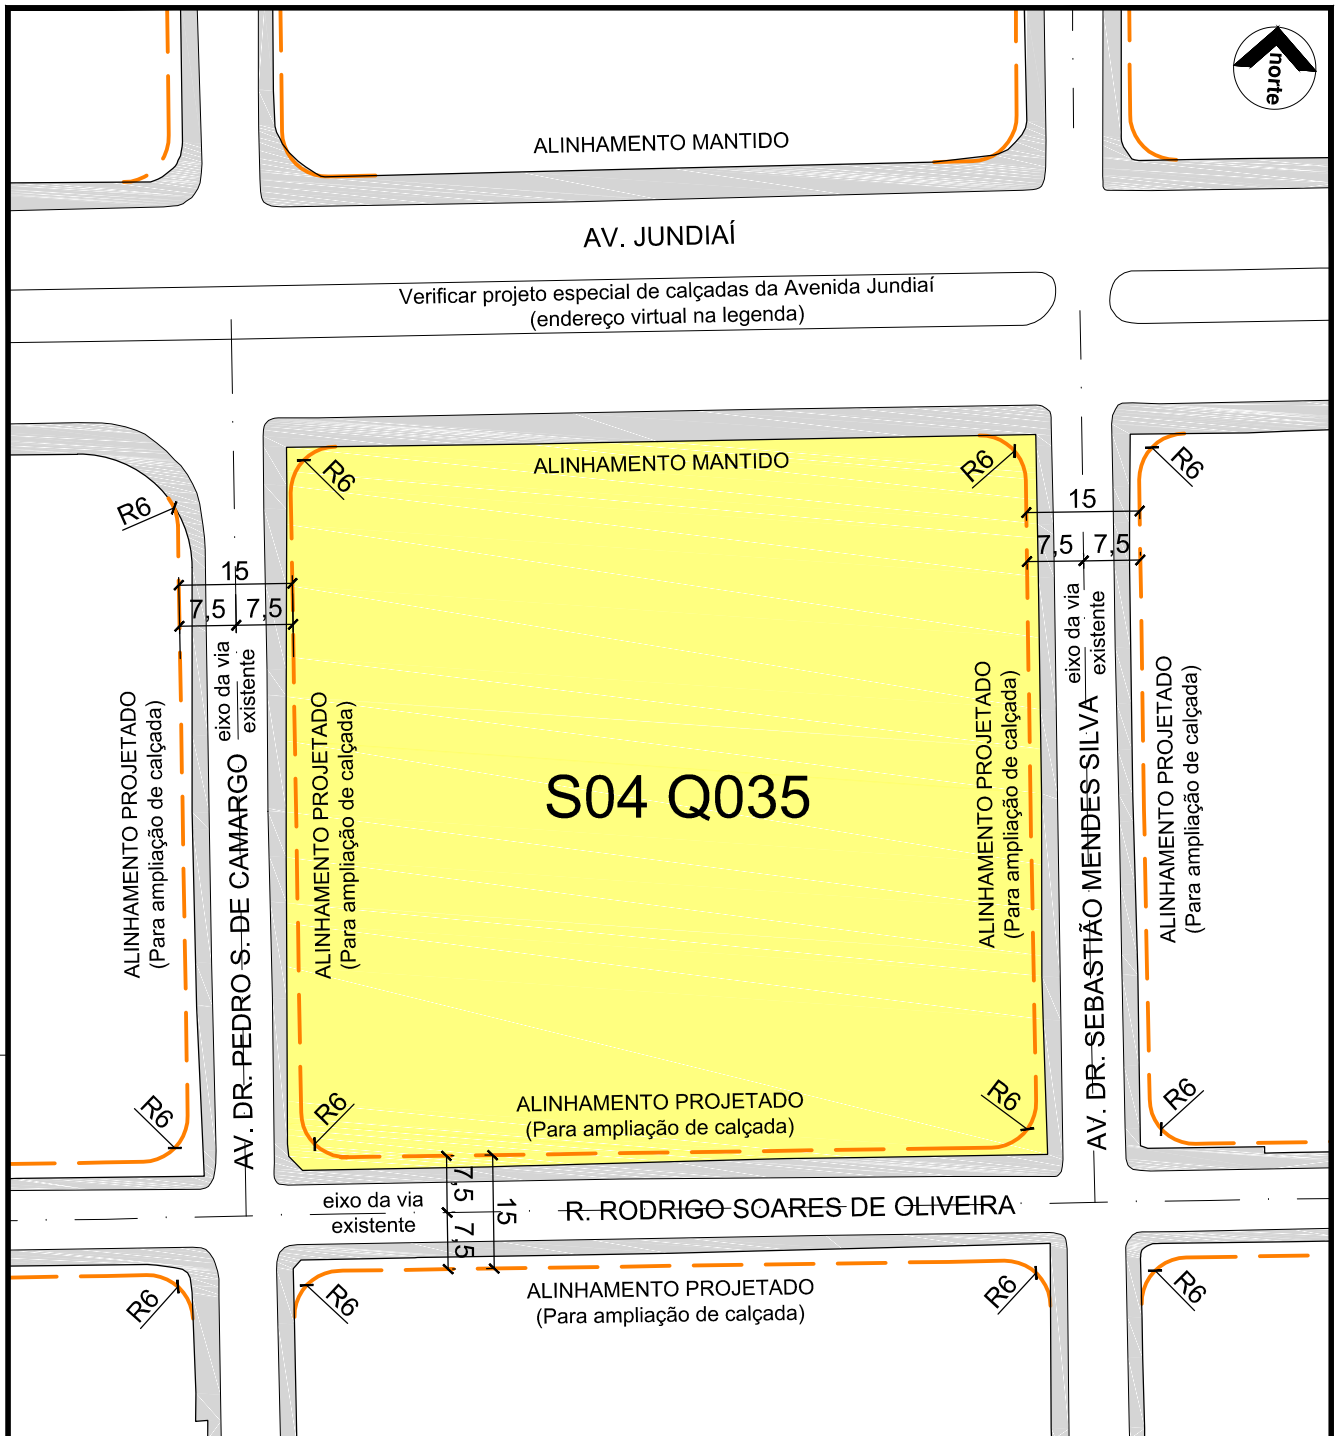 norte
ALINHAMENTO MANTIDO
AV. JUNDIAÍ
Verificar projeto especial de calçadas da Avenida Jundiaí
(endereço virtual na legenda)
ALINHAMENTO MANTIDO
R6
R6
R6
R6
15
7,5
7,5
15
7,5
7,5
eixo da via
existente
eixo da via
existente
ALINHAMENTO PROJETADO
(Para ampliação de calçada)
AV. DR. PEDRO S. DE CAMARGO
ALINHAMENTO PROJETADO
(Para ampliação de calçada)
S04 Q035
ALINHAMENTO PROJETADO
(Para ampliação de calçada)
AV. DR. SEBASTIÃO MENDES SILVA
ALINHAMENTO PROJETADO
(Para ampliação de calçada)
R6
R6
R6
R6
ALINHAMENTO PROJETADO
(Para ampliação de calçada)
7,5
7,5
15
eixo da via
existente
R. RODRIGO SOARES DE OLIVEIRA
ALINHAMENTO PROJETADO
(Para ampliação de calçada)
R6
R6
R6
R6